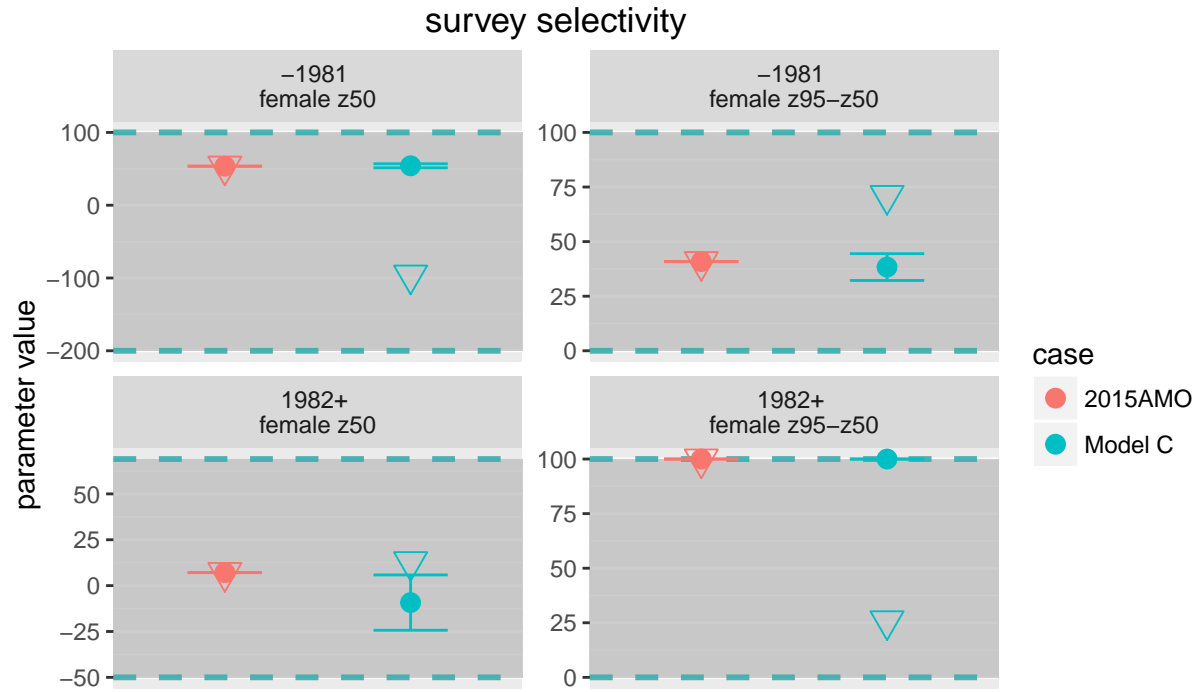 survey selectivity
−1981
female z50
−1981
female z95−z50
100
0
−100
−200
100
75
50
25
0
1982+
female z50
1982+
female z95−z50
50
25
0
−25
−50
100
75
50
25
0
parameter value
case
2015AMO
Model C